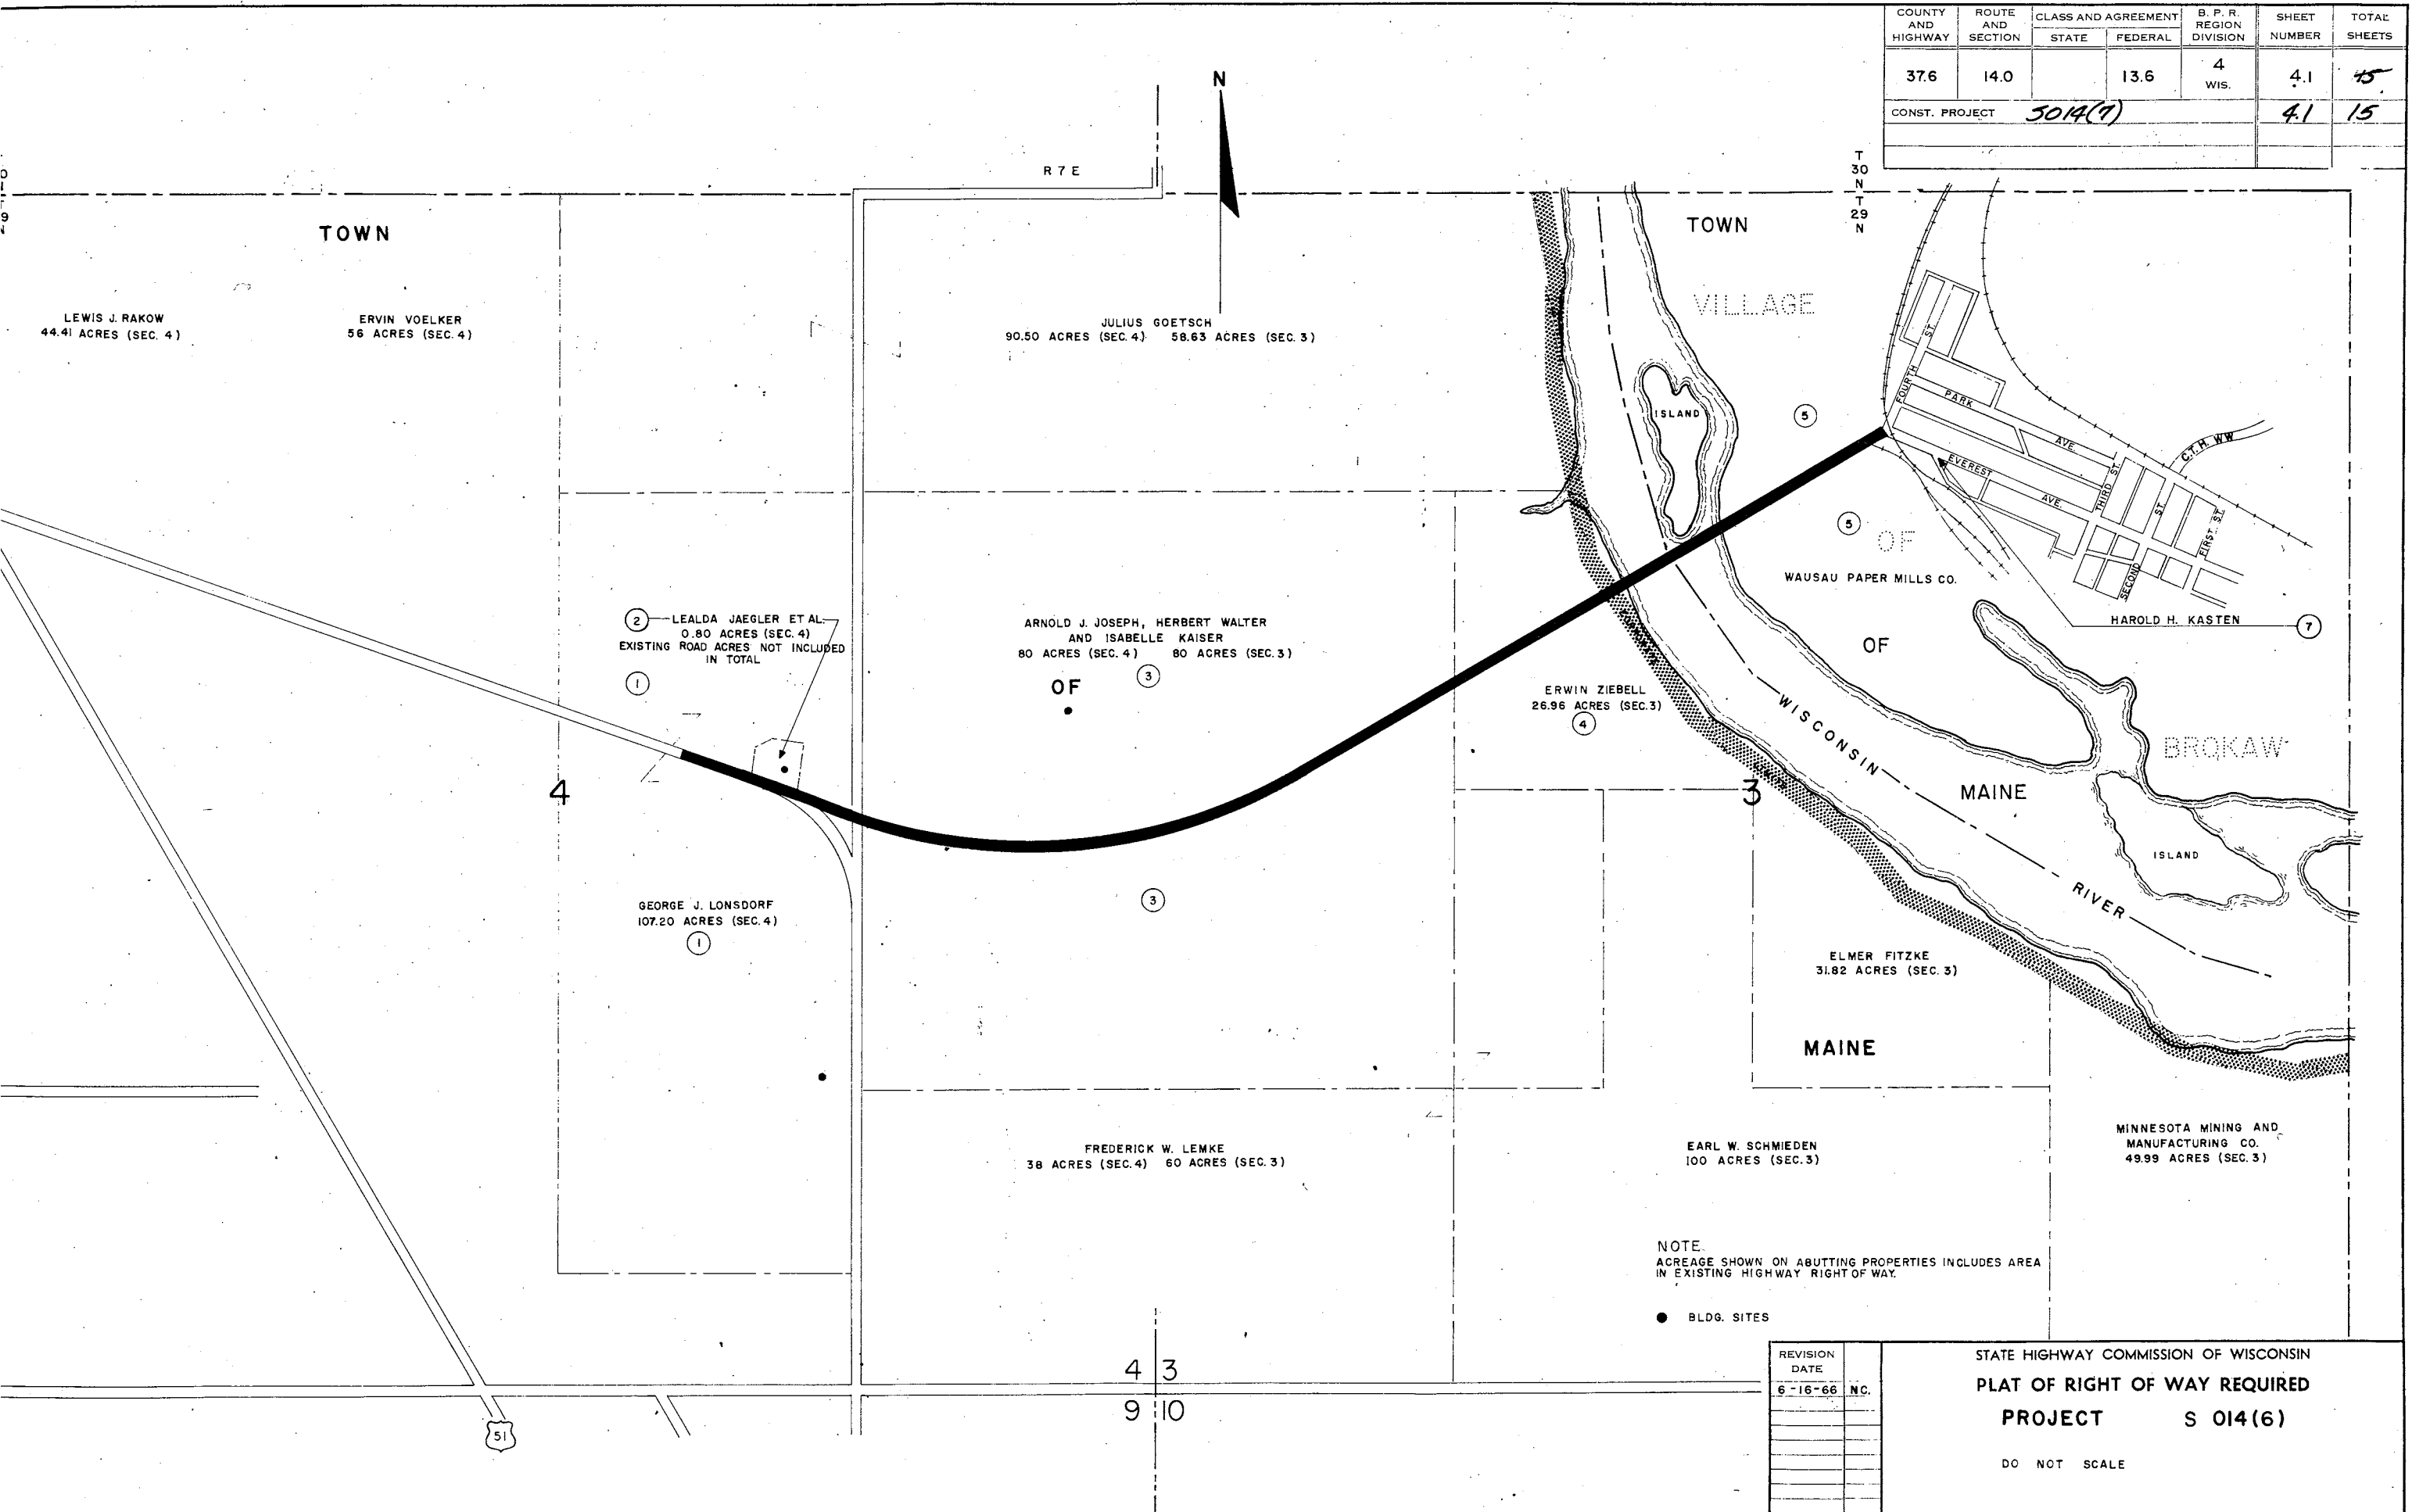 COUNTY AND HIGHWAY
ROUTE AND SECTION
CLASS AND AGREEMENT
STATE
FEDERAL
B. P. R. REGION DIVISION
SHEET NUMBER
TOTAL SHEETS
37.6
14.0
13.6
4 WIS.
4.1
15
CONST. PROJECT
S014(7)
4.1
15
N
R 7 E
T 30 N
T 29 N
TOWN
TOWN
VILLAGE
LEWIS J. RAKOW
44.41 ACRES (SEC. 4)
ERVIN VOELKER
56 ACRES (SEC. 4)
JULIUS GOETSCH
90.50 ACRES (SEC. 4) 58.63 ACRES (SEC. 3)
ISLAND
5
FOURTH
ST.
PARK
AVE.
EVEREST
AVE.
THIRD ST.
ST.
SECOND
FIRST ST.
C.T.H. WW
5
OF
WAUSAU PAPER MILLS CO.
HAROLD H. KASTEN
7
OF
2
LEALDA JAEGLER ET AL.
0.80 ACRES (SEC. 4)
EXISTING ROAD ACRES NOT INCLUDED
IN TOTAL
1
ARNOLD J. JOSEPH, HERBERT WALTER
AND ISABELLE KAISER
80 ACRES (SEC. 4) 80 ACRES (SEC. 3)
3
OF
ERWIN ZIEBELL
26.96 ACRES (SEC. 3)
4
WISCONSIN
RIVER
BROKAW
4
3
MAINE
ISLAND
GEORGE J. LONSDORF
107.20 ACRES (SEC. 4)
1
3
ELMER FITZKE
31.82 ACRES (SEC. 3)
MAINE
FREDERICK W. LEMKE
38 ACRES (SEC. 4) 60 ACRES (SEC. 3)
EARL W. SCHMIEDEN
100 ACRES (SEC. 3)
MINNESOTA MINING AND
MANUFACTURING CO.
49.99 ACRES (SEC. 3)
NOTE.
ACREAGE SHOWN ON ABUTTING PROPERTIES INCLUDES AREA
IN EXISTING HIGHWAY RIGHT OF WAY.
BLDG. SITES
4 3
9 10
51
REVISION DATE
6-16-66 NC.
STATE HIGHWAY COMMISSION OF WISCONSIN
PLAT OF RIGHT OF WAY REQUIRED
PROJECT S 014(6)
DO NOT SCALE